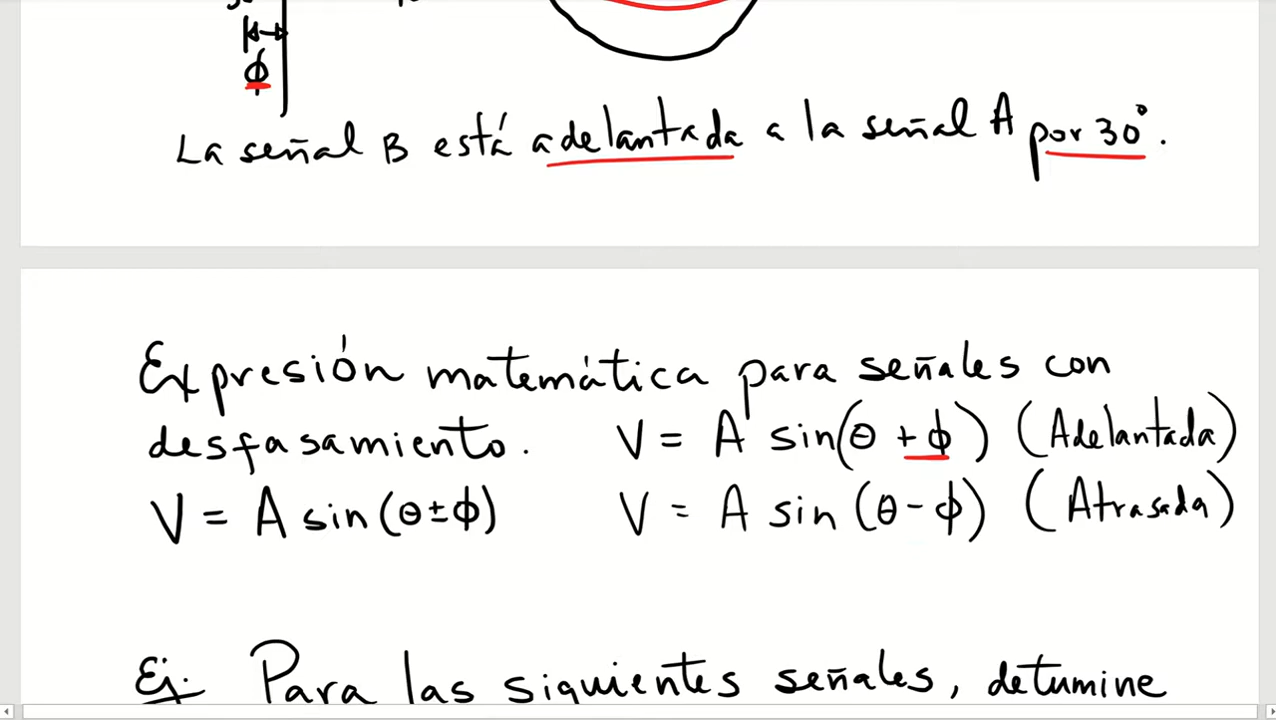 ϕ
La señal B está adelantada a la señal A por 30°.
Expresión matemática para señales con
desfasamiento. V = A sin(θ + ϕ) (Adelantada)
V = A sin(θ ± ϕ) V = A sin (θ - ϕ) (Atrasada)
Ej. Para las siguientes señales, determine